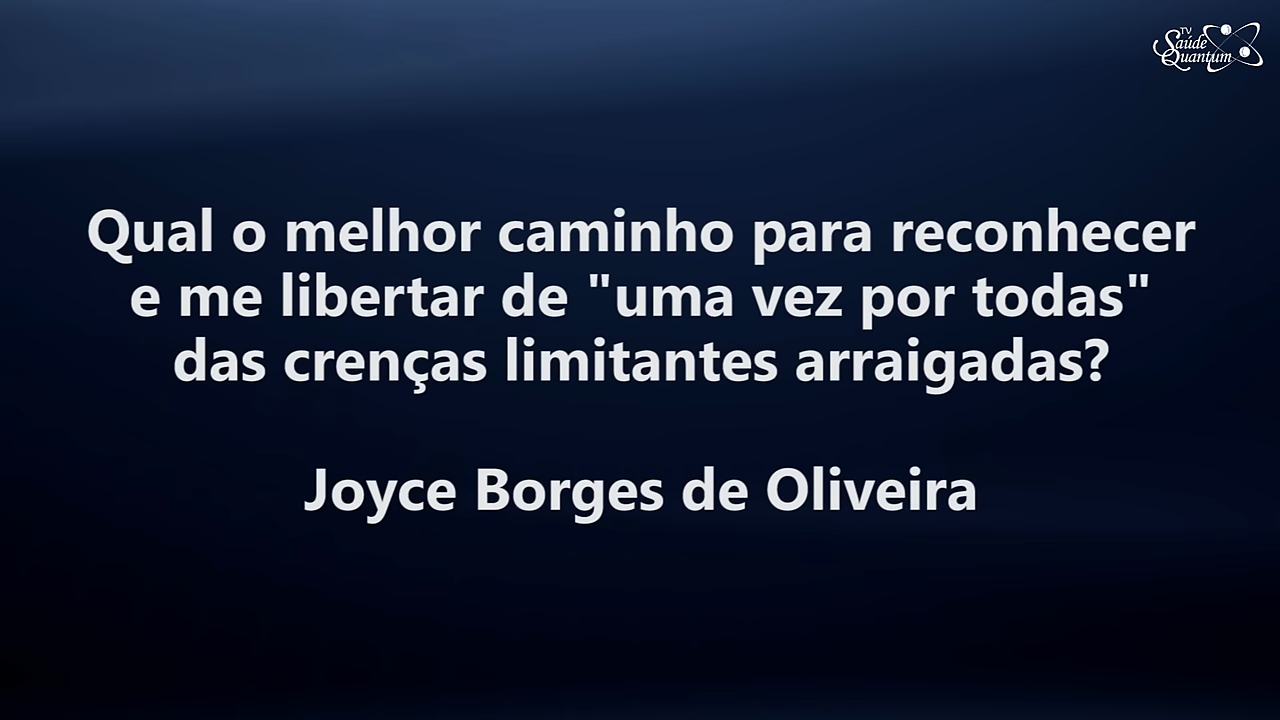 TV
Saúde
Quantum
Qual o melhor caminho para reconhecer
e me libertar de "uma vez por todas"
das crenças limitantes arraigadas?
Joyce Borges de Oliveira